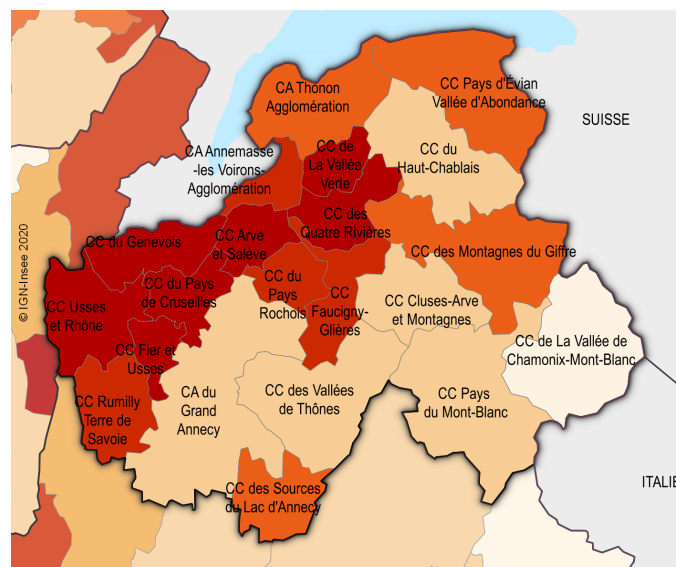 CA Thonon
Agglomération
CC Pays d'Évian
Vallée d'Abondance
SUISSE
CA Annemasse
-les Voirons-
Agglomération
CC de
La Vallée
Verte
CC du
Haut-Chablais
CC du Genevois
CC Arve
et Salève
CC des
Quatre Rivières
CC des Montagnes du Giffre
© IGN-Insee 2020
CC Usses
et Rhône
CC du Pays
de Cruseilles
CC du
Pays
Rochois
CC
Faucigny-
Glières
CC Cluses-Arve
et Montagnes
CC de La Vallée de
Chamonix-Mont-Blanc
CC Fier et
Usses
CC Rumilly
Terre de
Savoie
CA du
Grand
Annecy
CC des Vallées
de Thônes
CC Pays
du Mont-Blanc
CC des Sources
du Lac d'Annecy
ITALIE